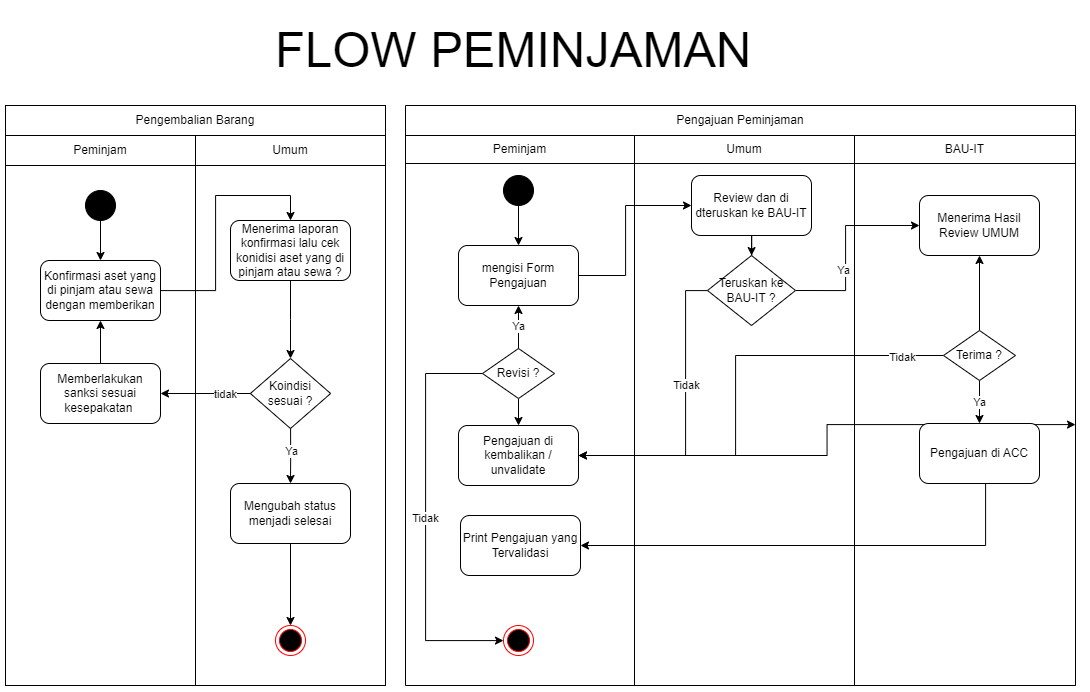 FLOW PEMINJAMAN
Pengembalian Barang
Peminjam
Umum
Konfirmasi aset yang
di pinjam atau sewa
dengan memberikan
Menerima laporan
konfirmasi lalu cek
konidisi aset yang di
pinjam atau sewa ?
Memberlakukan
sanksi sesuai
kesepakatan
tidak
Koindisi
sesuai ?
Ya
Mengubah status
menjadi selesai
Pengajuan Peminjaman
Peminjam
Umum
BAU-IT
mengisi Form
Pengajuan
Review dan di
dteruskan ke BAU-IT
Menerima Hasil
Review UMUM
Teruskan ke
BAU-IT ?
Ya
Ya
Revisi ?
Tidak
Tidak
Terima ?
Ya
Pengajuan di
kembalikan /
unvalidate
Pengajuan di ACC
Tidak
Print Pengajuan yang
Tervalidasi